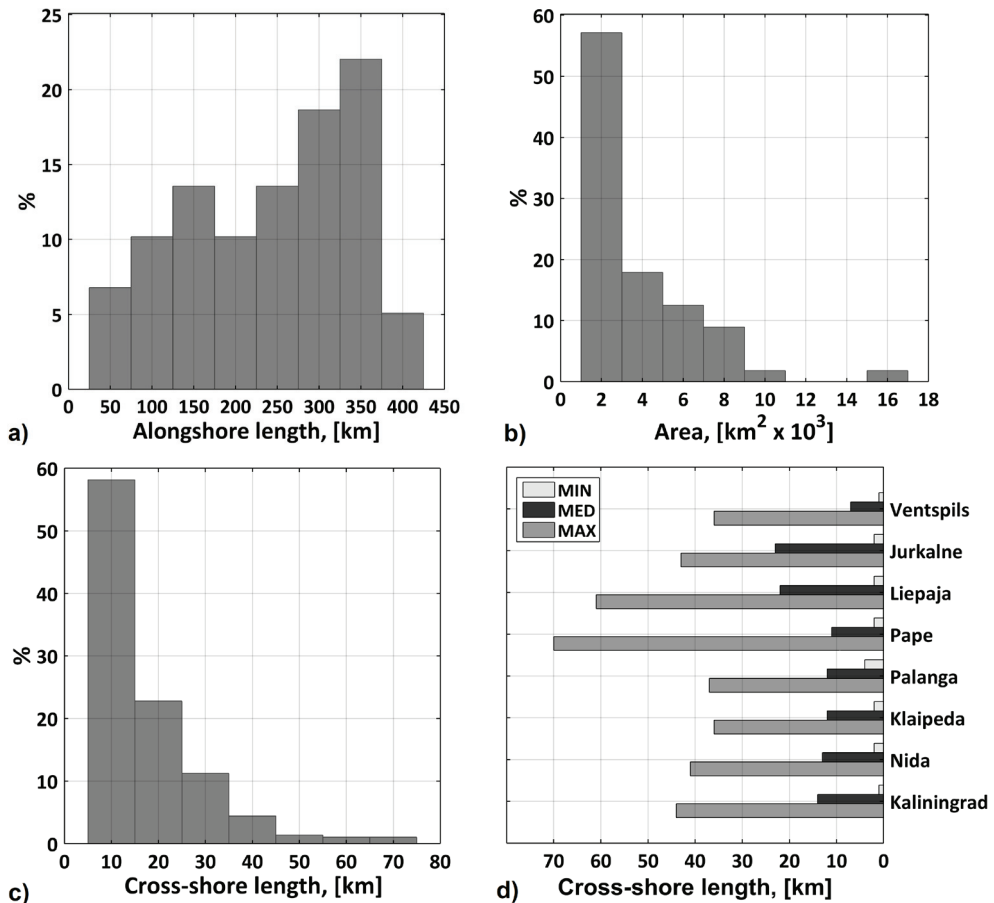 25
20
15
10
5
0
%
0 50 100 150 200 250 300 350 400 450
Alongshore length, [km]
a)
60
50
40
30
20
10
0
%
0 2 4 6 8 10 12 14 16 18
Area, [km² x 10³]
b)
60
50
40
30
20
10
0
%
0 10 20 30 40 50 60 70 80
Cross-shore length, [km]
c)
MIN
MED
MAX
Ventspils
Jurkalne
Liepaja
Pape
Palanga
Klaipeda
Nida
Kaliningrad
80 70 60 50 40 30 20 10 0
Cross-shore length, [km]
d)